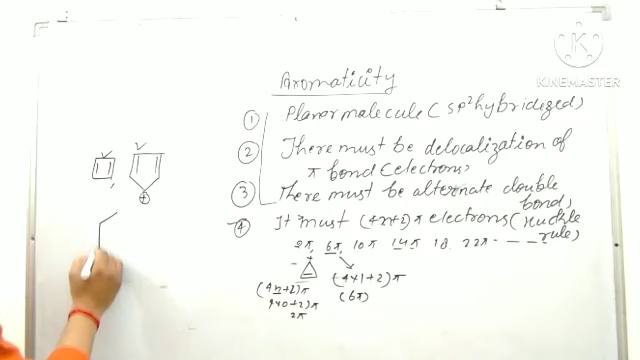 Aromaticity
① Planar molecule ( sp² hybridized)
② There must be delocalization of
π bond (electrons)
③ There must be alternate double
bond,
④ It must (4n+2) π electrons (Huckle
rule)
2π, 6π, 10π 14π 18 22π - - -
(4n+2)π
(4×1+2)π
4×0+2)π
(6π)
2π
K
KINEMASTER